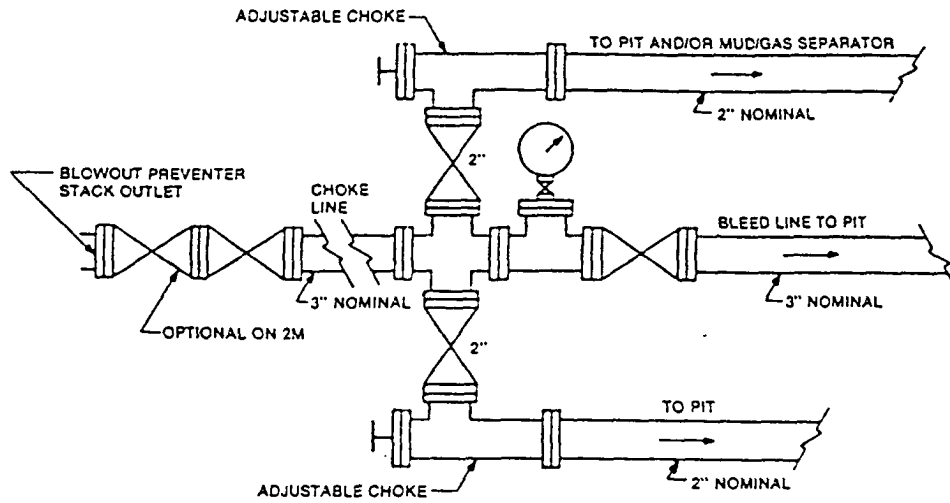 ADJUSTABLE CHOKE
TO PIT AND/OR MUD/GAS SEPARATOR
2" NOMINAL
2"
BLOWOUT PREVENTER
STACK OUTLET
CHOKE
LINE
BLEED LINE TO PIT
3" NOMINAL
3" NOMINAL
OPTIONAL ON 2M
2"
TO PIT
2" NOMINAL
ADJUSTABLE CHOKE